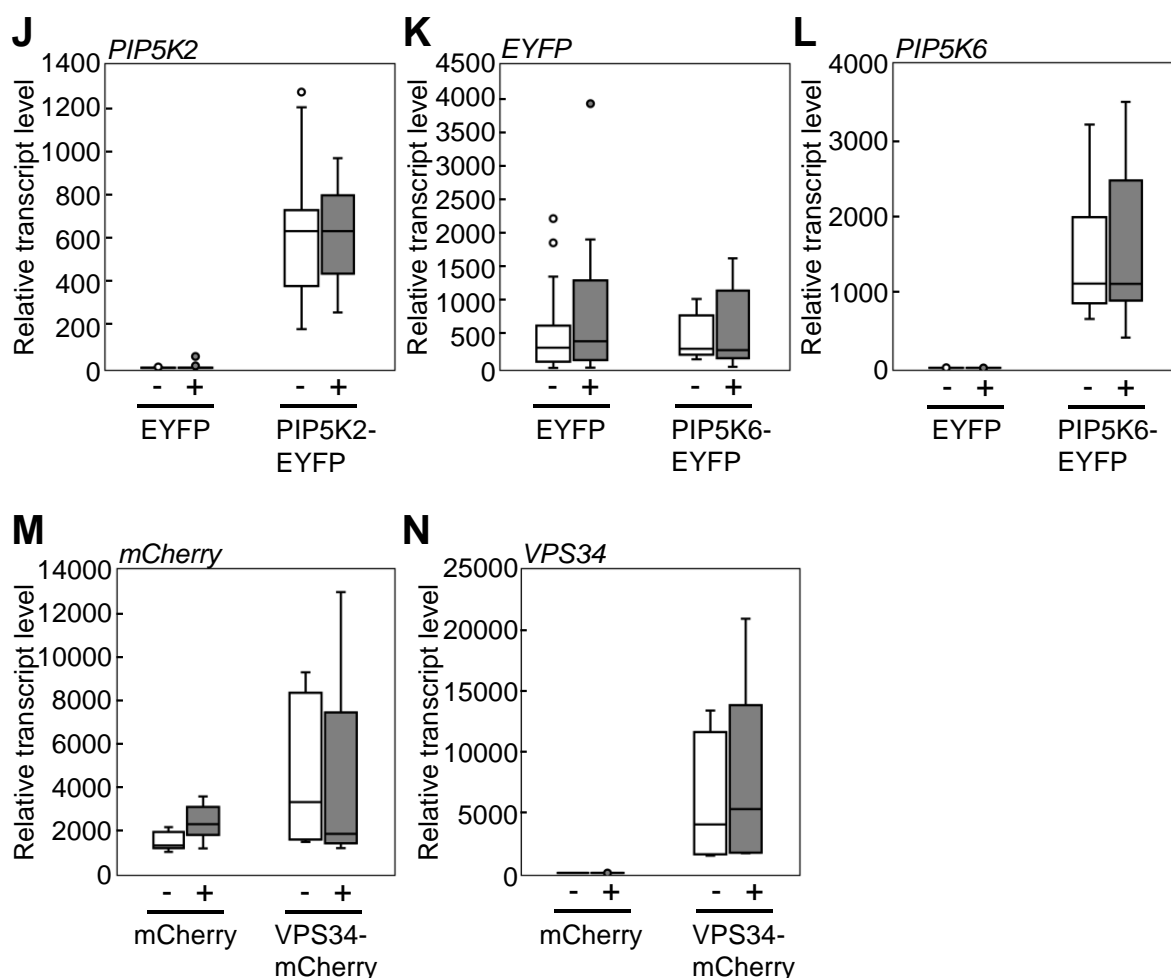 J
PIP5K2
Relative transcript level
1400
1200
1000
800
600
400
200
0
- + - +
EYFP
PIP5K2-
EYFP
K
EYFP
Relative transcript level
4500
4000
3500
3000
2500
2000
1500
1000
500
0
- + - +
EYFP
PIP5K6-
EYFP
L
PIP5K6
Relative transcript level
4000
3000
2000
1000
0
- + - +
EYFP
PIP5K6-
EYFP
M
mCherry
Relative transcript level
14000
12000
10000
8000
6000
4000
2000
0
- + - +
mCherry
VPS34-
mCherry
N
VPS34
Relative transcript level
25000
20000
15000
10000
5000
0
- + - +
mCherry
VPS34-
mCherry